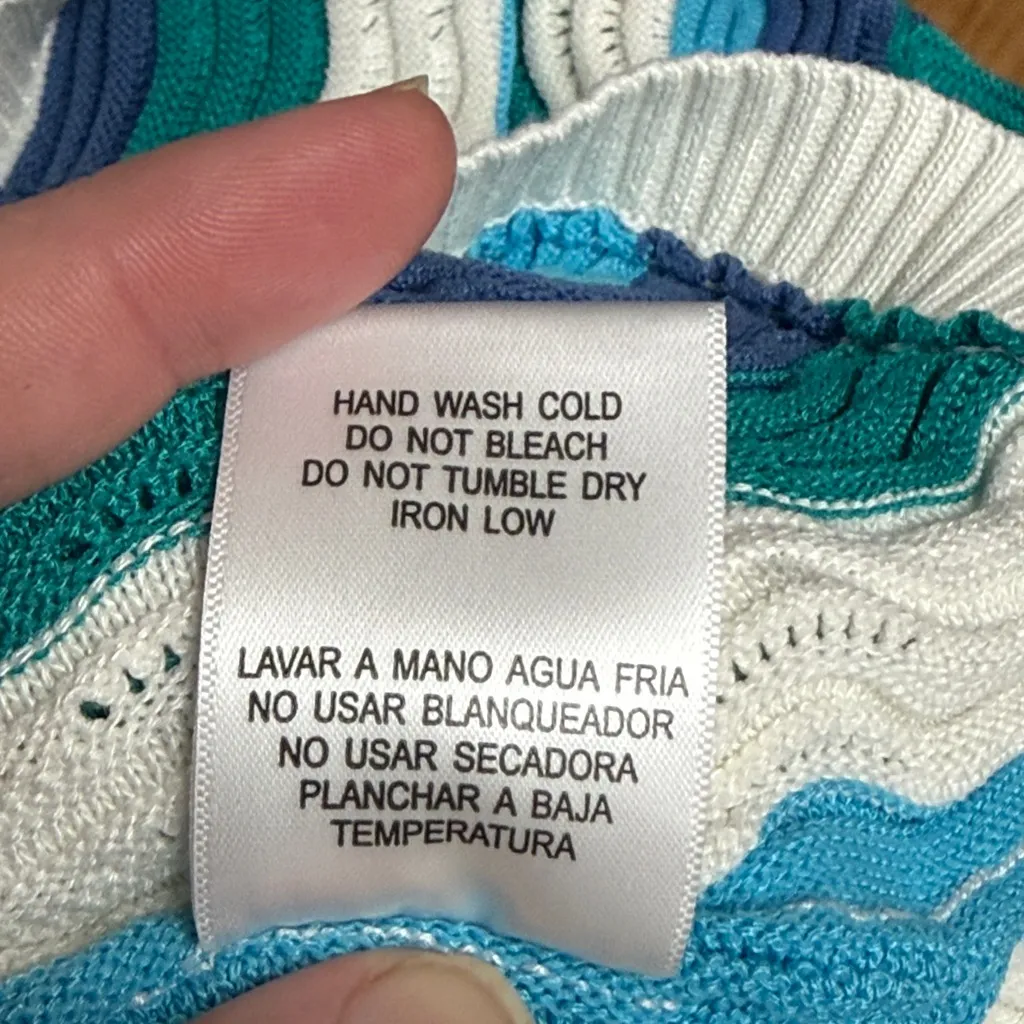 HAND WASH COLD
DO NOT BLEACH
DO NOT TUMBLE DRY
IRON LOW
LAVAR A MANO AGUA FRIA
NO USAR BLANQUEADOR
NO USAR SECADORA
PLANCHAR A BAJA
TEMPERATURA